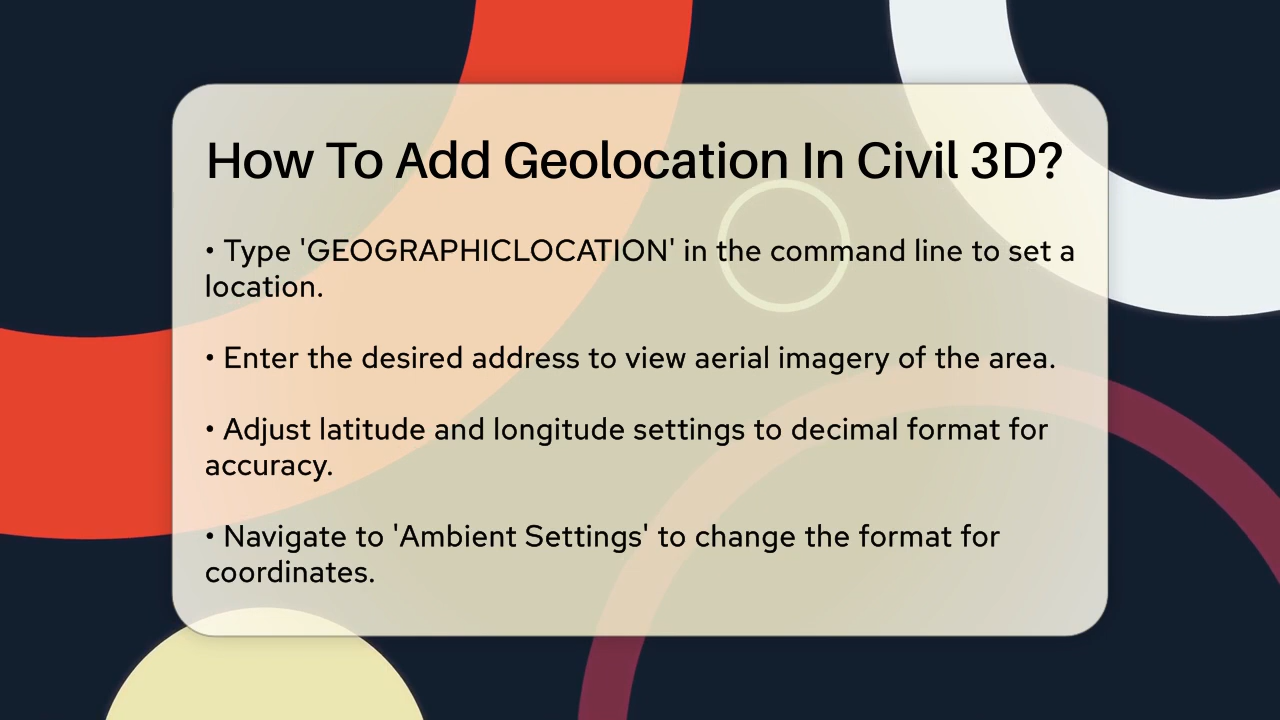 How To Add Geolocation In Civil 3D?
• Type 'GEOGRAPHICLOCATION' in the command line to set a
location.
• Enter the desired address to view aerial imagery of the area.
• Adjust latitude and longitude settings to decimal format for
accuracy.
• Navigate to 'Ambient Settings' to change the format for
coordinates.